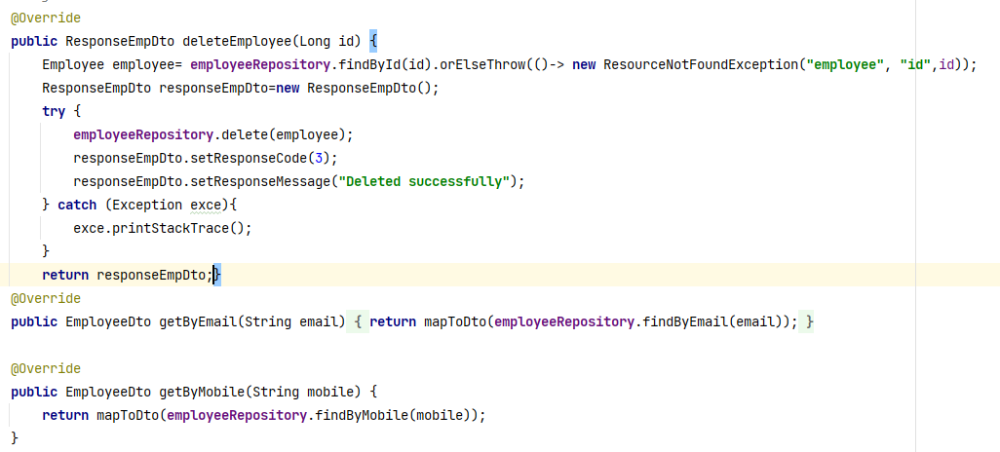 @Override
public ResponseEmpDto deleteEmployee(Long id) {
    Employee employee= employeeRepository.findById(id).orElseThrow(()-> new ResourceNotFoundException("employee", "id",id));
    ResponseEmpDto responseEmpDto=new ResponseEmpDto();
    try {
        employeeRepository.delete(employee);
        responseEmpDto.setResponseCode(3);
        responseEmpDto.setResponseMessage("Deleted successfully");
    } catch (Exception exce){
        exce.printStackTrace();
    }
    return responseEmpDto;}
@Override
public EmployeeDto getByEmail(String email) { return mapToDto(employeeRepository.findByEmail(email)); }
@Override
public EmployeeDto getByMobile(String mobile) {
    return mapToDto(employeeRepository.findByMobile(mobile));
}